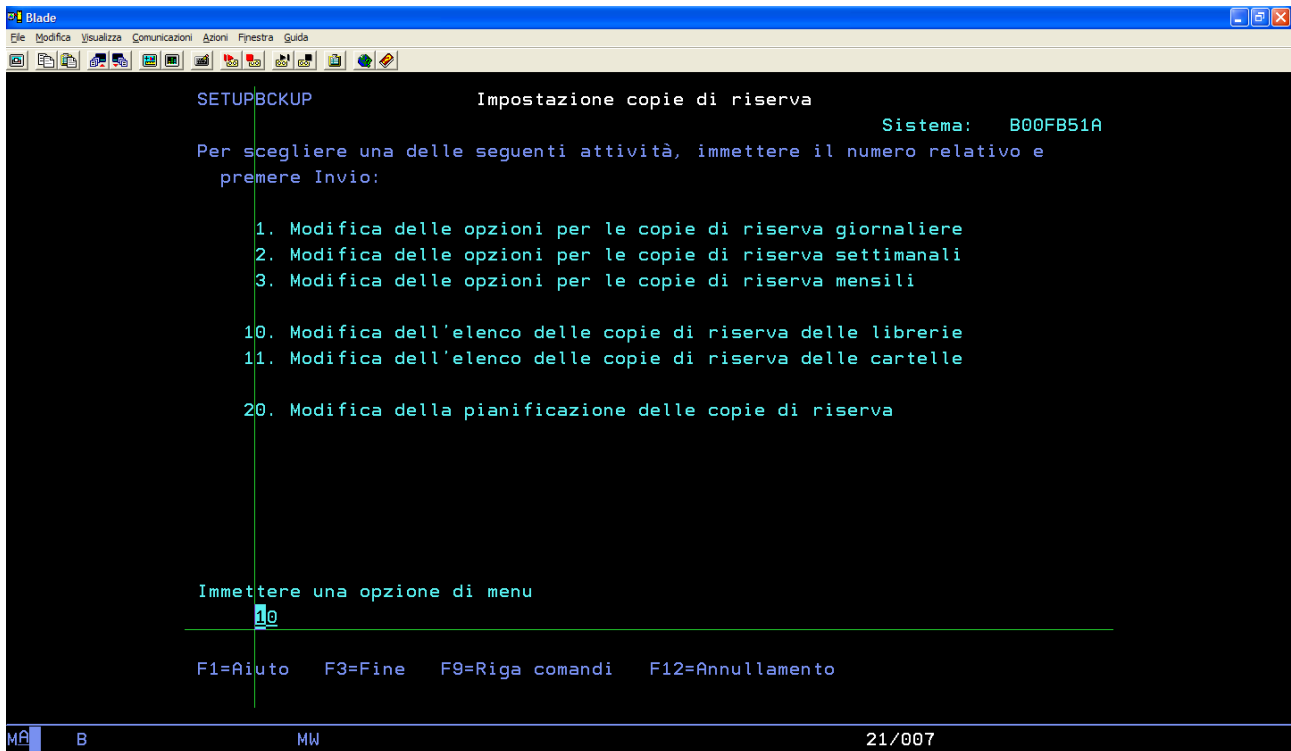 Blade
File Modifica Visualizza Comunicazioni Azioni Finestra Guida
SETUPBCKUP Impostazione copie di riserva
Sistema: B00FB51A
Per scegliere una delle seguenti attività, immettere il numero relativo e
premere Invio:
1. Modifica delle opzioni per le copie di riserva giornaliere
2. Modifica delle opzioni per le copie di riserva settimanali
3. Modifica delle opzioni per le copie di riserva mensili
10. Modifica dell'elenco delle copie di riserva delle librerie
11. Modifica dell'elenco delle copie di riserva delle cartelle
20. Modifica della pianificazione delle copie di riserva
Immettere una opzione di menu
10
F1=Aiuto F3=Fine F9=Riga comandi F12=Annullamento
MA B MW 21/007